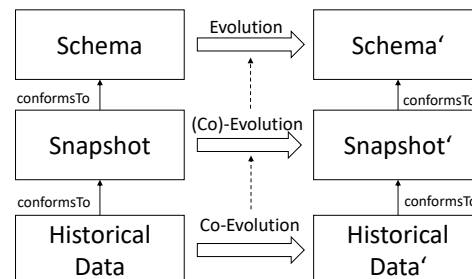 Evolution
Schema
Schema‘
conformsTo
conformsTo
(Co)-Evolution
Snapshot
Snapshot‘
conformsTo
conformsTo
Co-Evolution
Historical
Data
Historical
Data‘